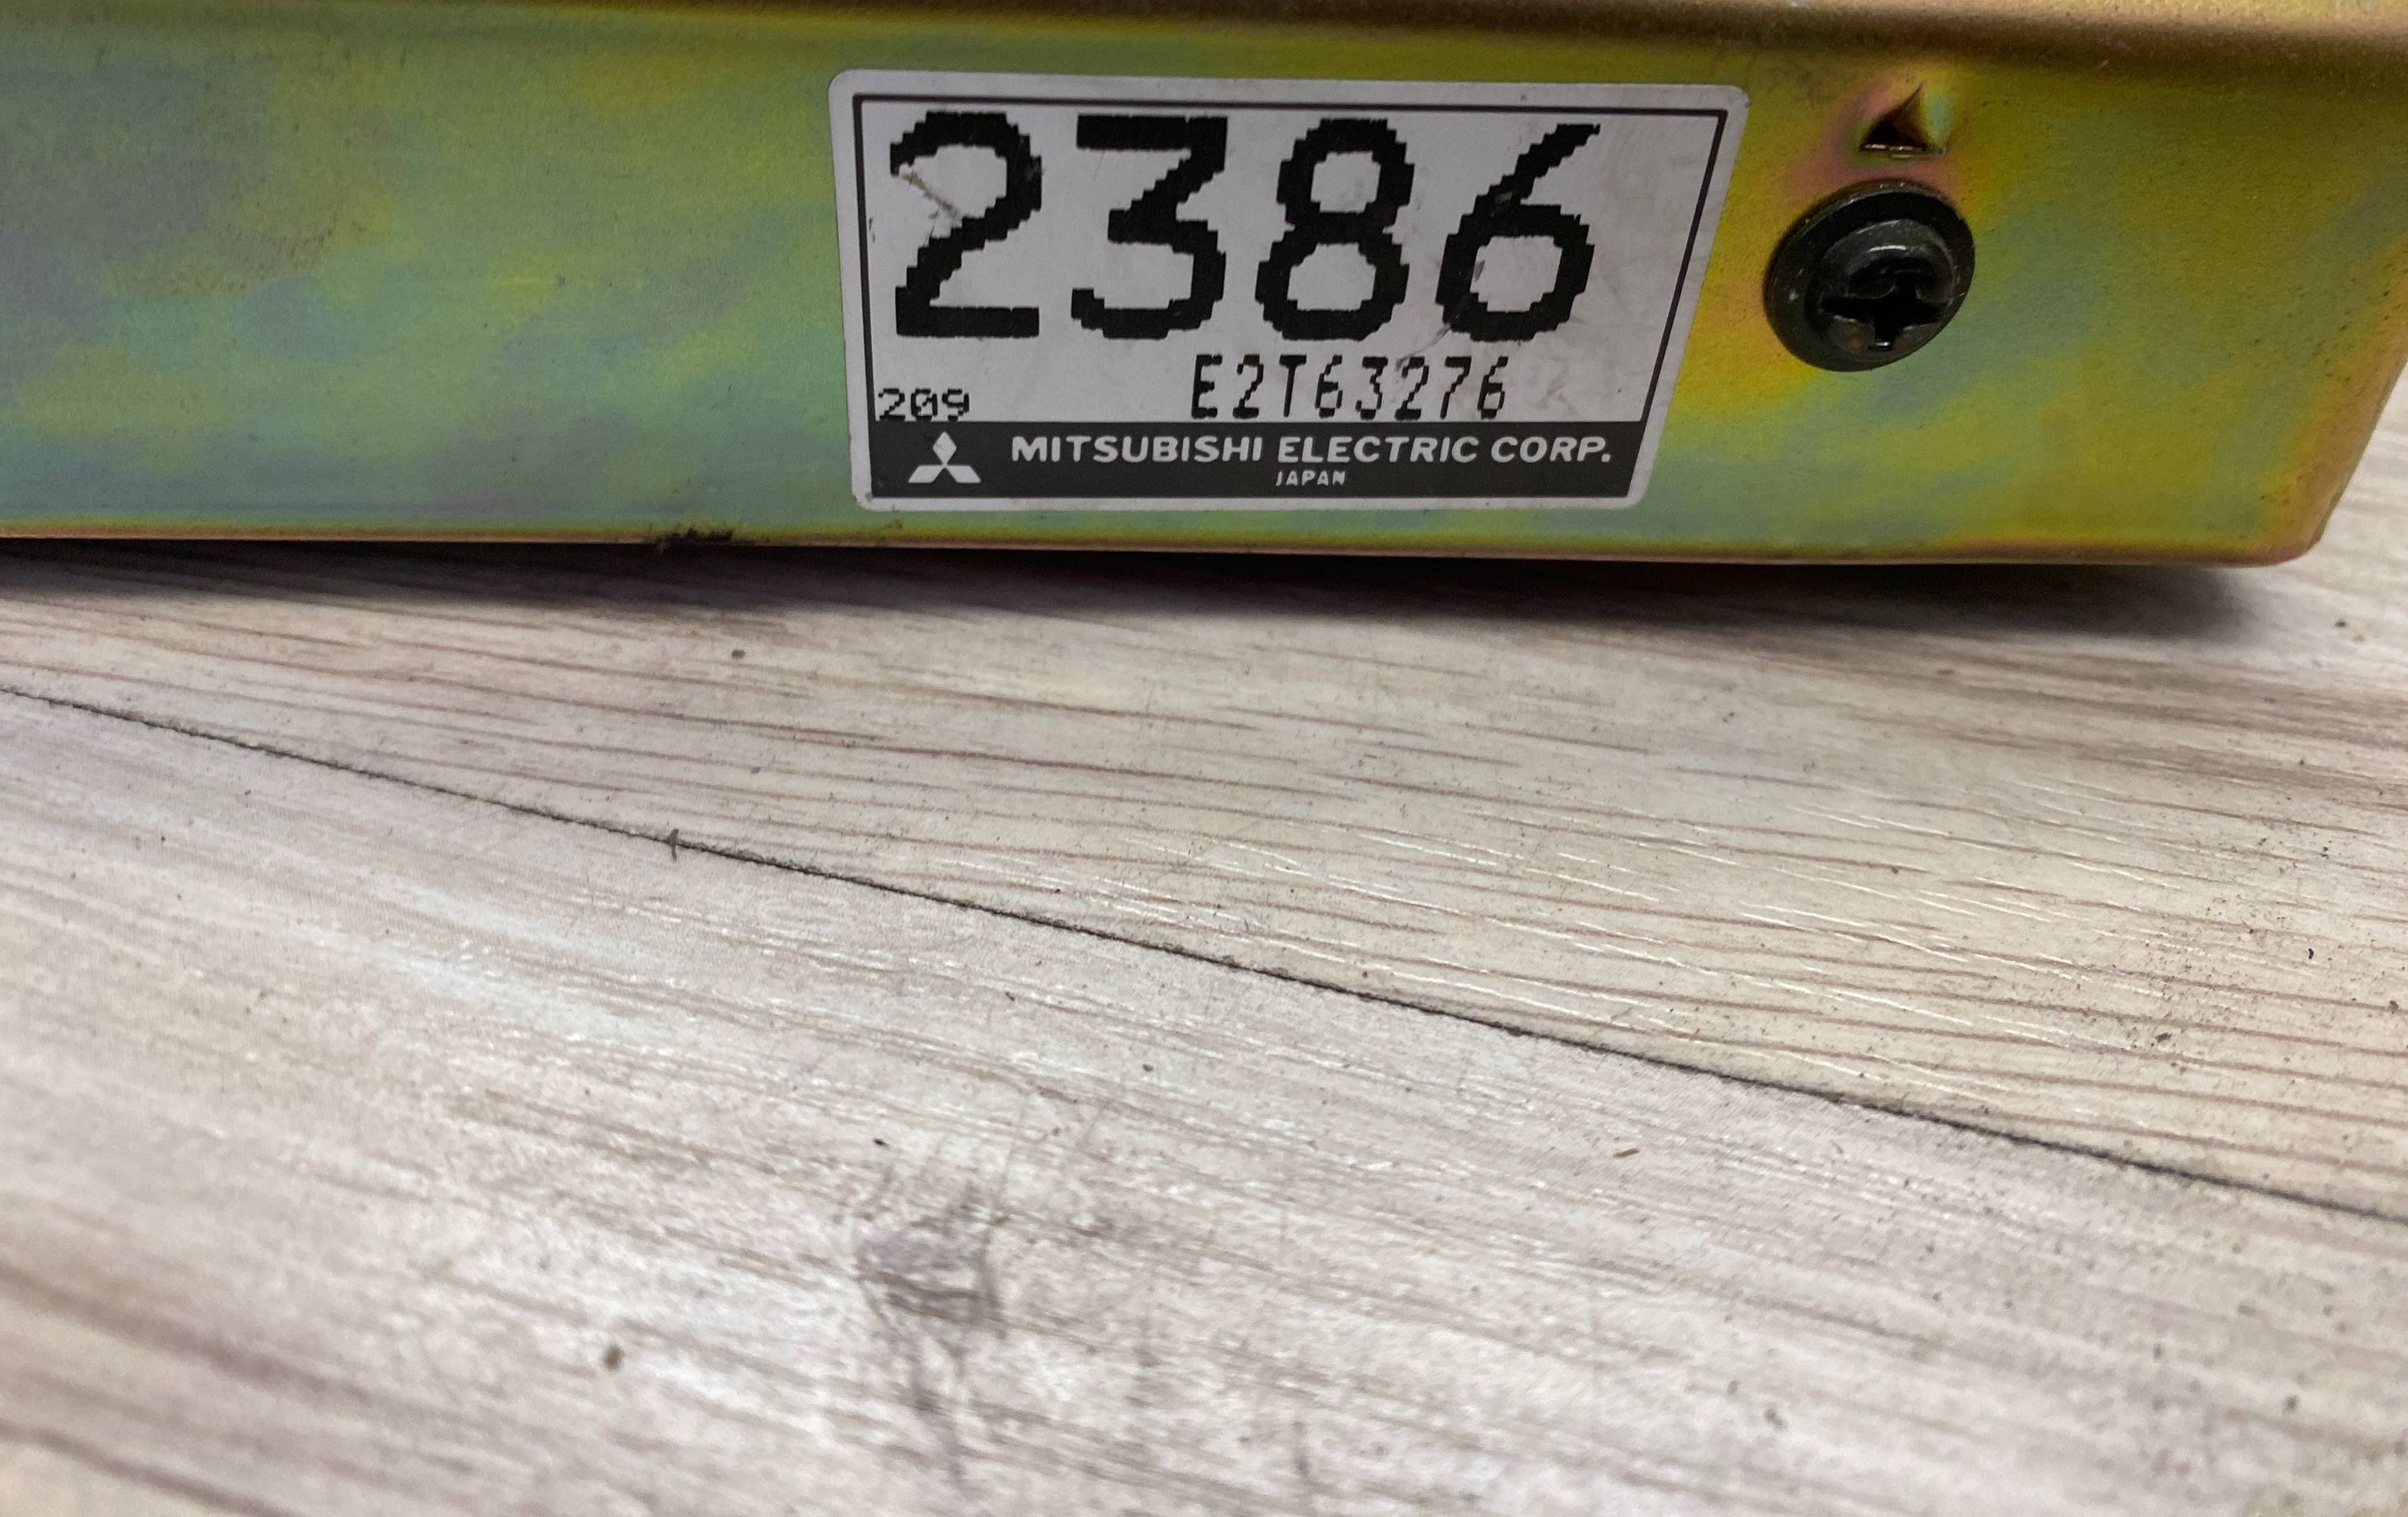 2386
E2T63276
209
MITSUBISHI ELECTRIC CORP.
JAPAN